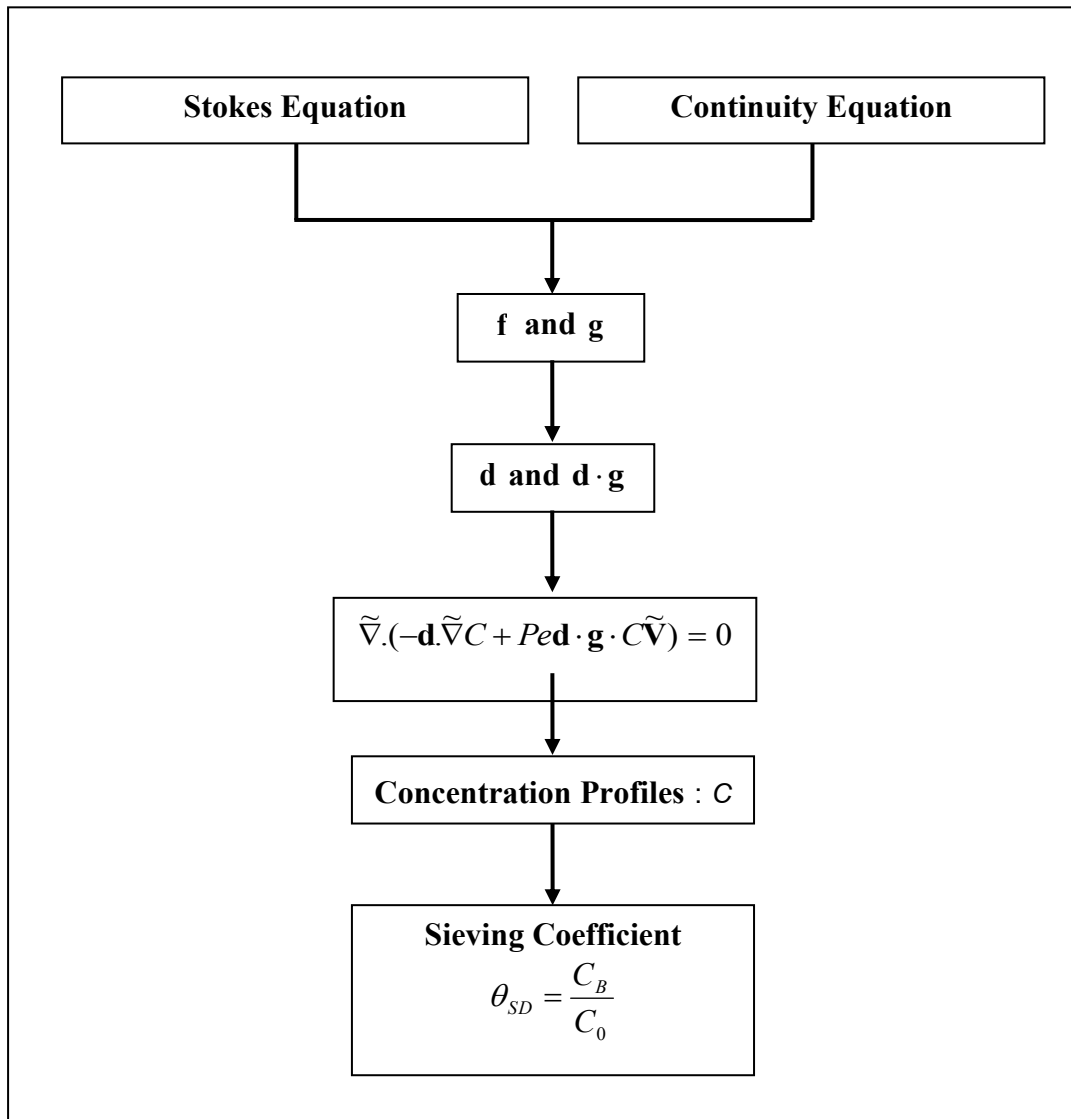 Stokes Equation
Continuity Equation
f and g
d and d · g
∇̃.(−d.∇̃C + Ped · g · CṼ) = 0
Concentration Profiles : C
Sieving Coefficient
θ_SD = C_B / C_0